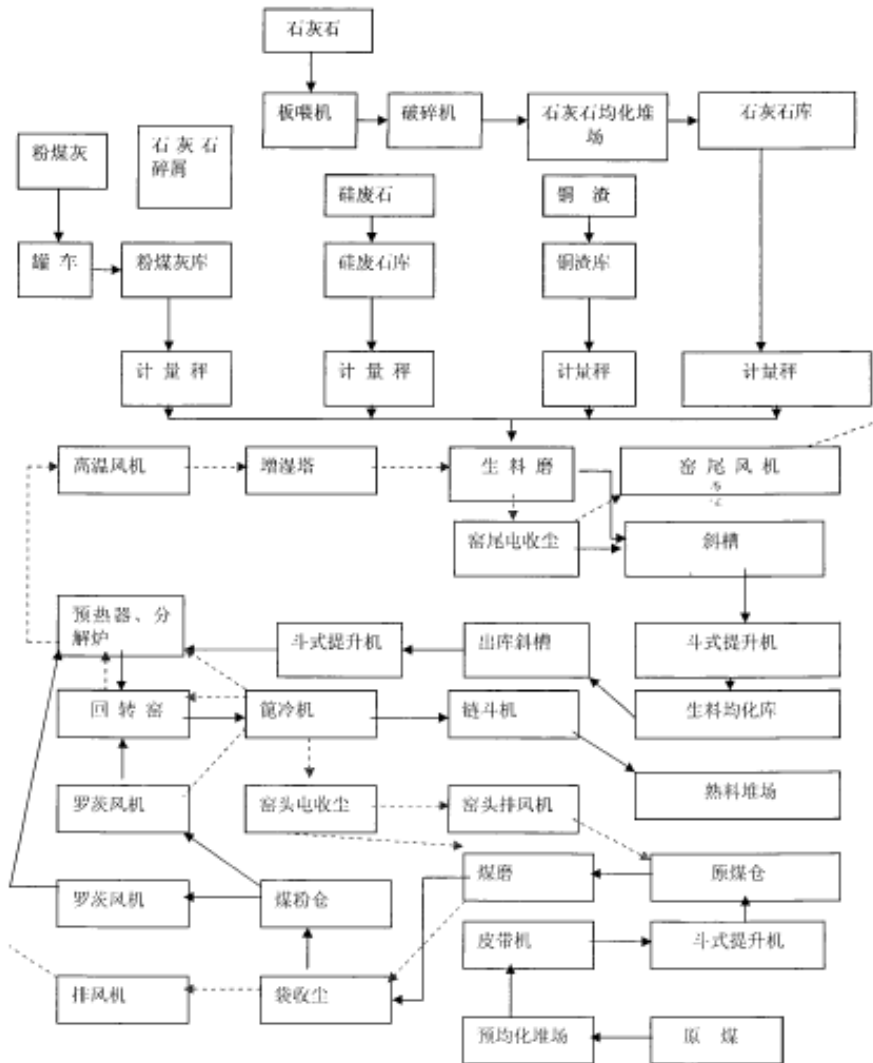 石灰石
板喂机
破碎机
石灰石均化堆
场
石灰石库
粉煤灰
石灰石
碎屑
硅废石
铜渣
罐车
粉煤灰库
硅废石库
铜渣库
计量秤
计量秤
计量秤
计量秤
高温风机
增湿塔
生料磨
窑尾风机
窑尾电收尘
斜槽
预热器、分
解炉
斗式提升机
出库斜槽
斗式提升机
回转窑
篦冷机
链斗机
生料均化库
罗茨风机
窑头电收尘
窑头排风机
熟料堆场
煤磨
原煤仓
罗茨风机
煤粉仓
皮带机
斗式提升机
排风机
袋收尘
预均化堆场
原煤